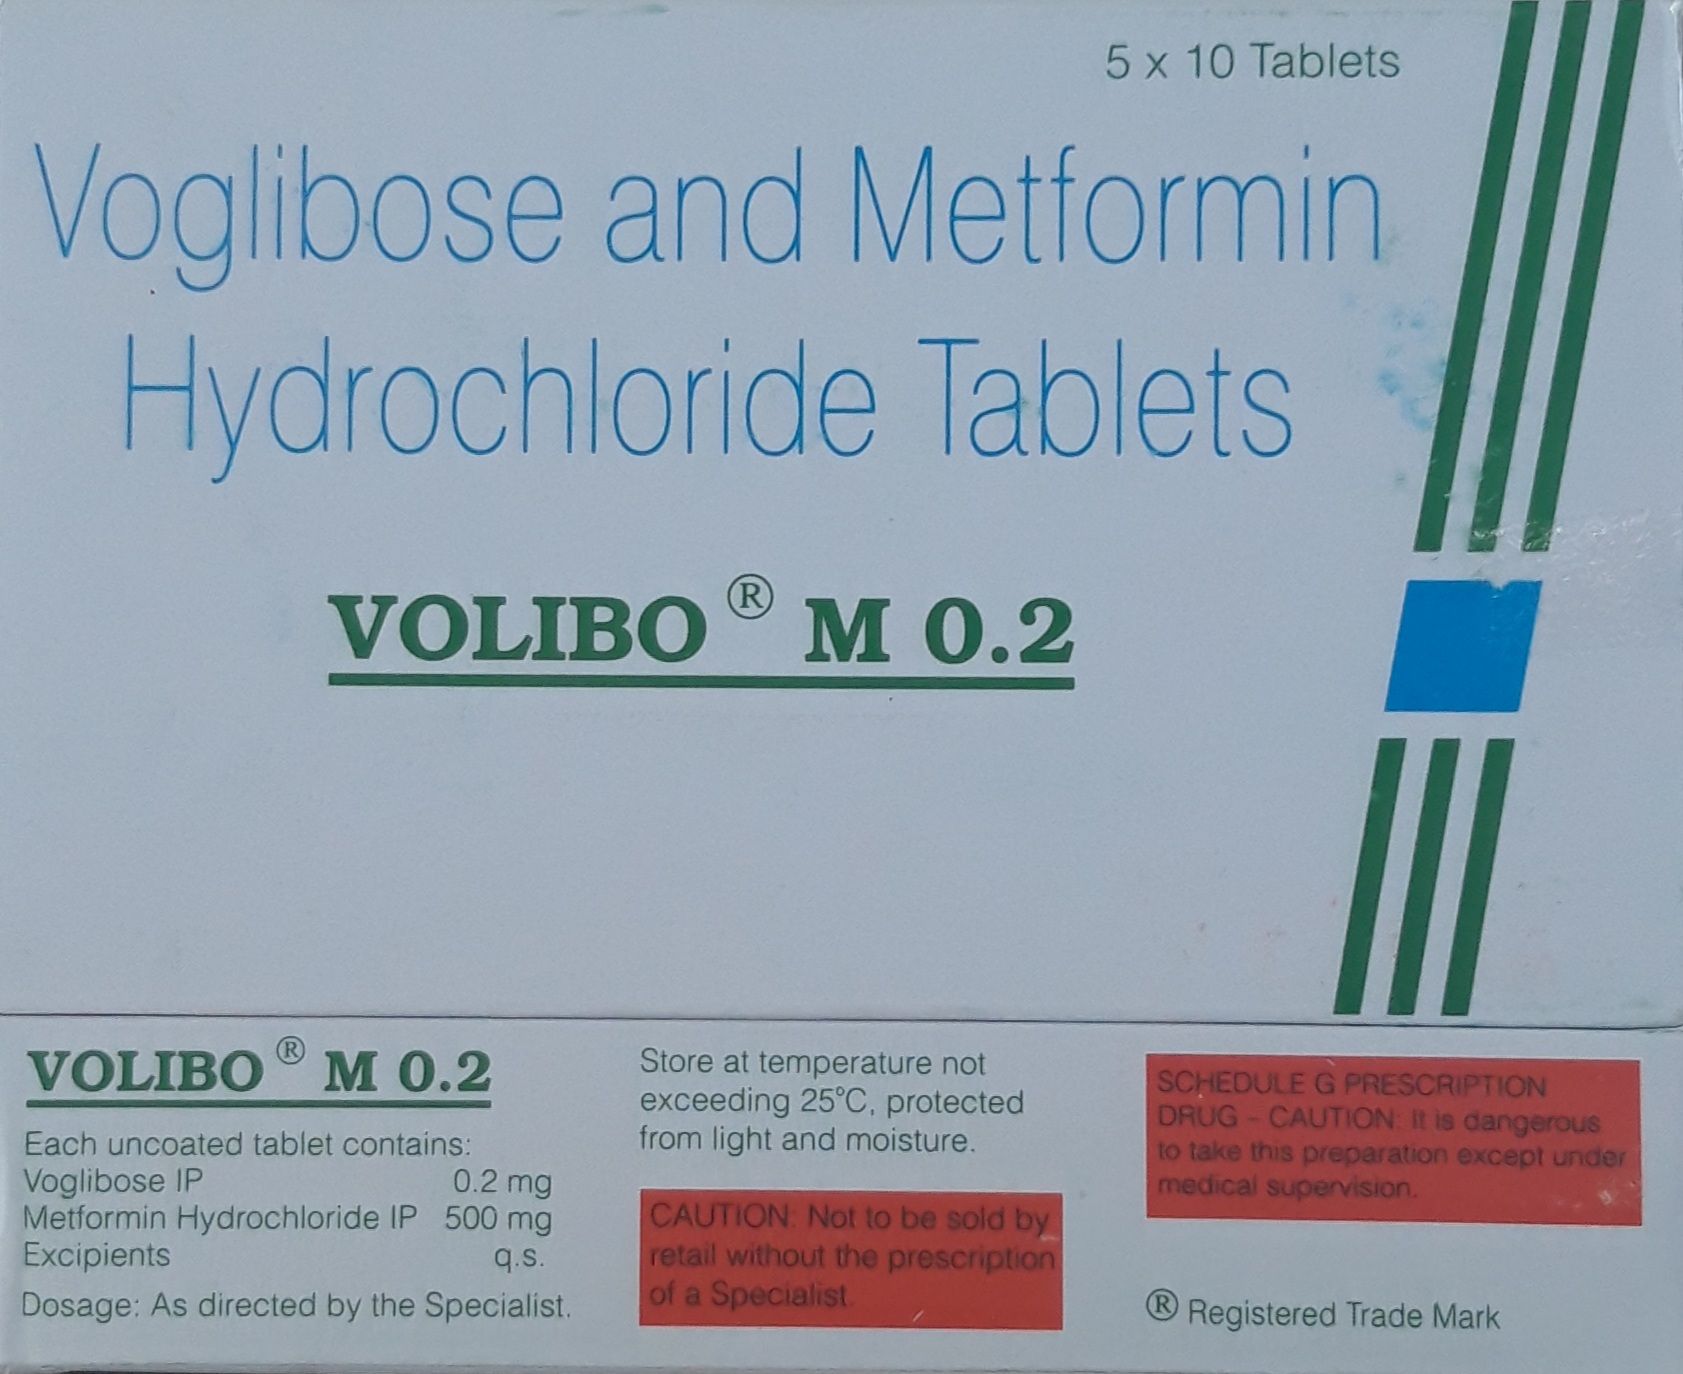 5 x 10 Tablets
Voglibose and Metformin
Hydrochloride Tablets
VOLIBO ® M 0.2
VOLIBO ® M 0.2
Each uncoated tablet contains:
Voglibose IP 0.2 mg
Metformin Hydrochloride IP 500 mg
Excipients q.s.
Dosage: As directed by the Specialist.
Store at temperature not
exceeding 25°C, protected
from light and moisture.
CAUTION: Not to be sold by
retail without the prescription
of a Specialist.
SCHEDULE G PRESCRIPTION
DRUG - CAUTION: It is dangerous
to take this preparation except under
medical supervision.
® Registered Trade Mark